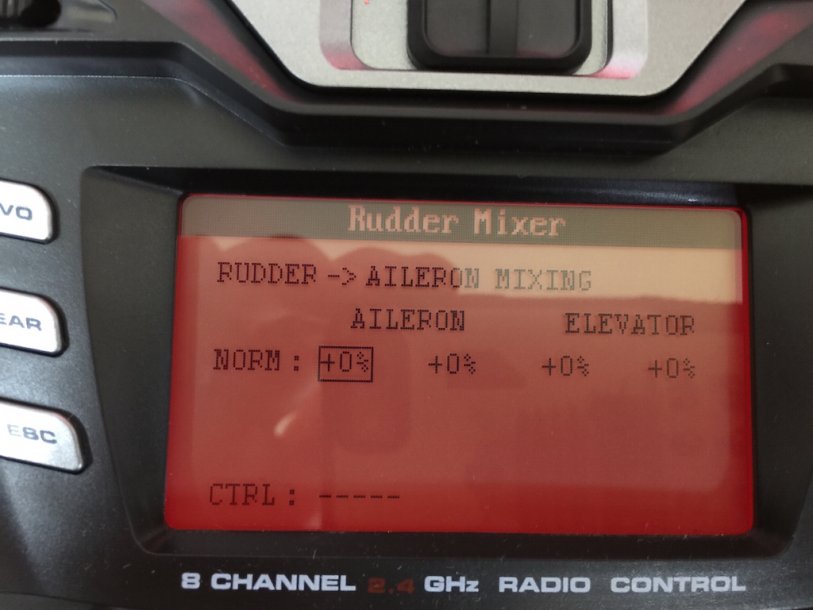 Rudder Mixer
RUDDER -> AILERON MIXING
AILERON ELEVATOR
NORM : +0% +0% +0% +0%
CTRL : -----
VO
EAR
ESC
8 CHANNEL 2.4 GHz RADIO CONTROL